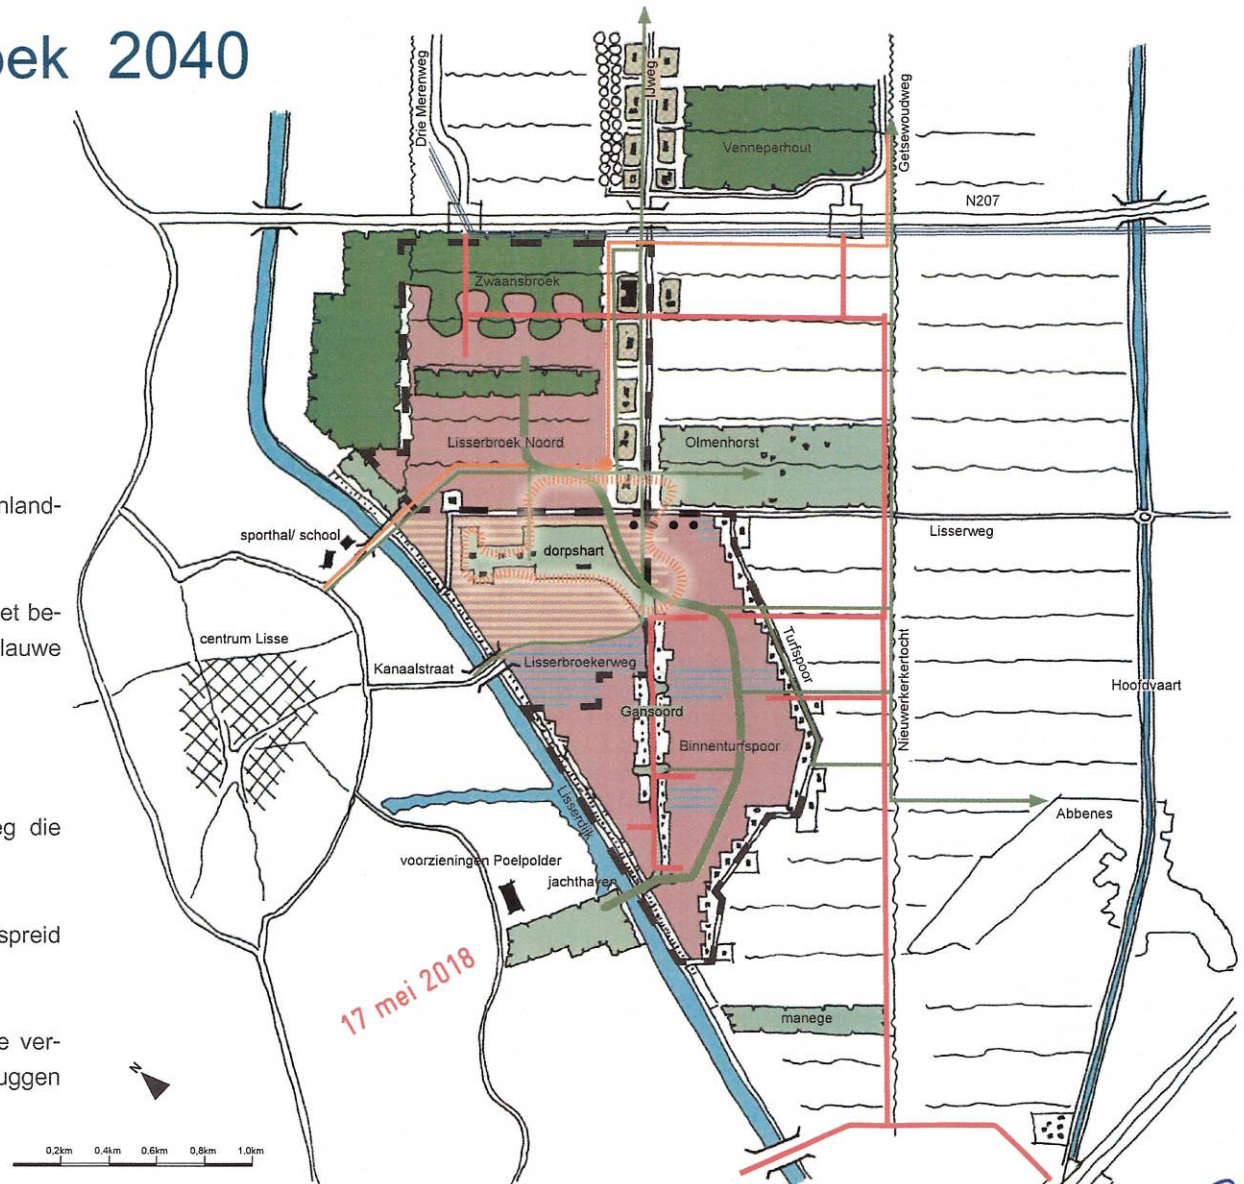 oek 2040
Drie Merenweg
IJweg
Getsewoudweg
Venneperhout
N207
Zwaansbroek
Lisserbroek Noord
Olmenhorst
nland-
sporthal/ school
dorpshart
Lisserweg
et be-
lauwe
centrum Lisse
Kanaalstraat
Lisserbroekerweg
Turfspoor
Nieuwerkerkertocht
Hoofdvaart
Gansoord
Binnenturfspoor
eg die
Lisserdijk
Abbenes
voorzieningen Poelpolder
jachthaven
spreid
17 mei 2018
manege
e ver-
uggen
N
0,2km 0,4km 0,6km 0,8km 1,0km